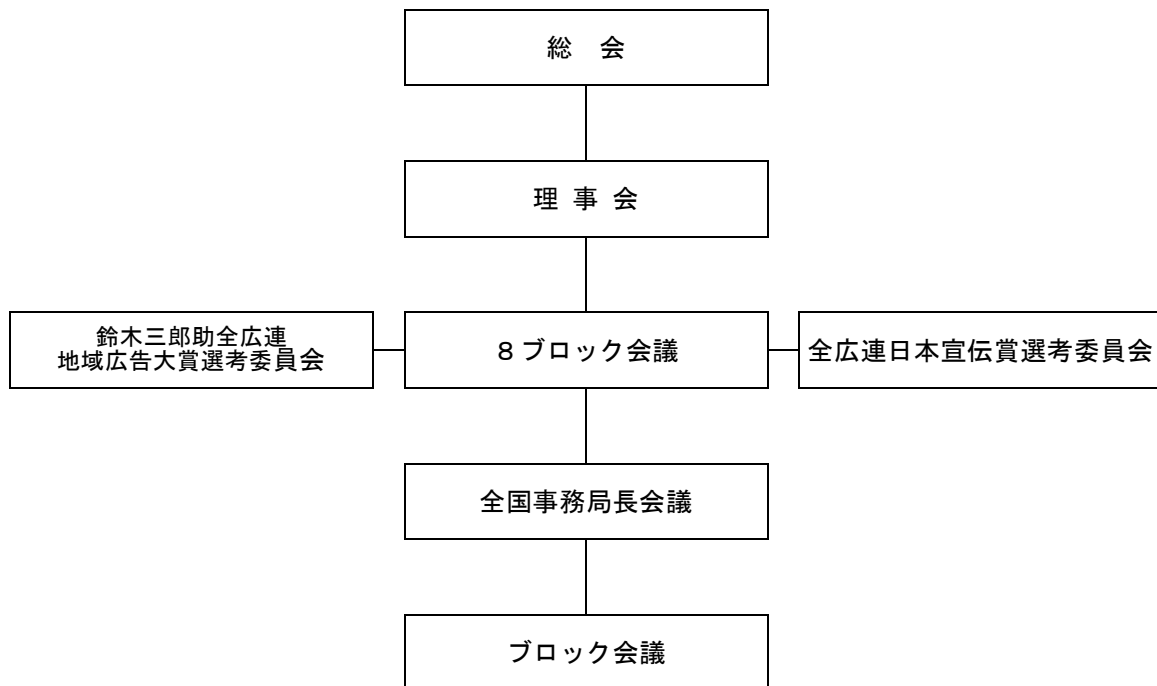 総　会
理 事 会
鈴木三郎助全広連
地域広告大賞選考委員会
８ブロック会議
全広連日本宣伝賞選考委員会
全国事務局長会議
ブロック会議